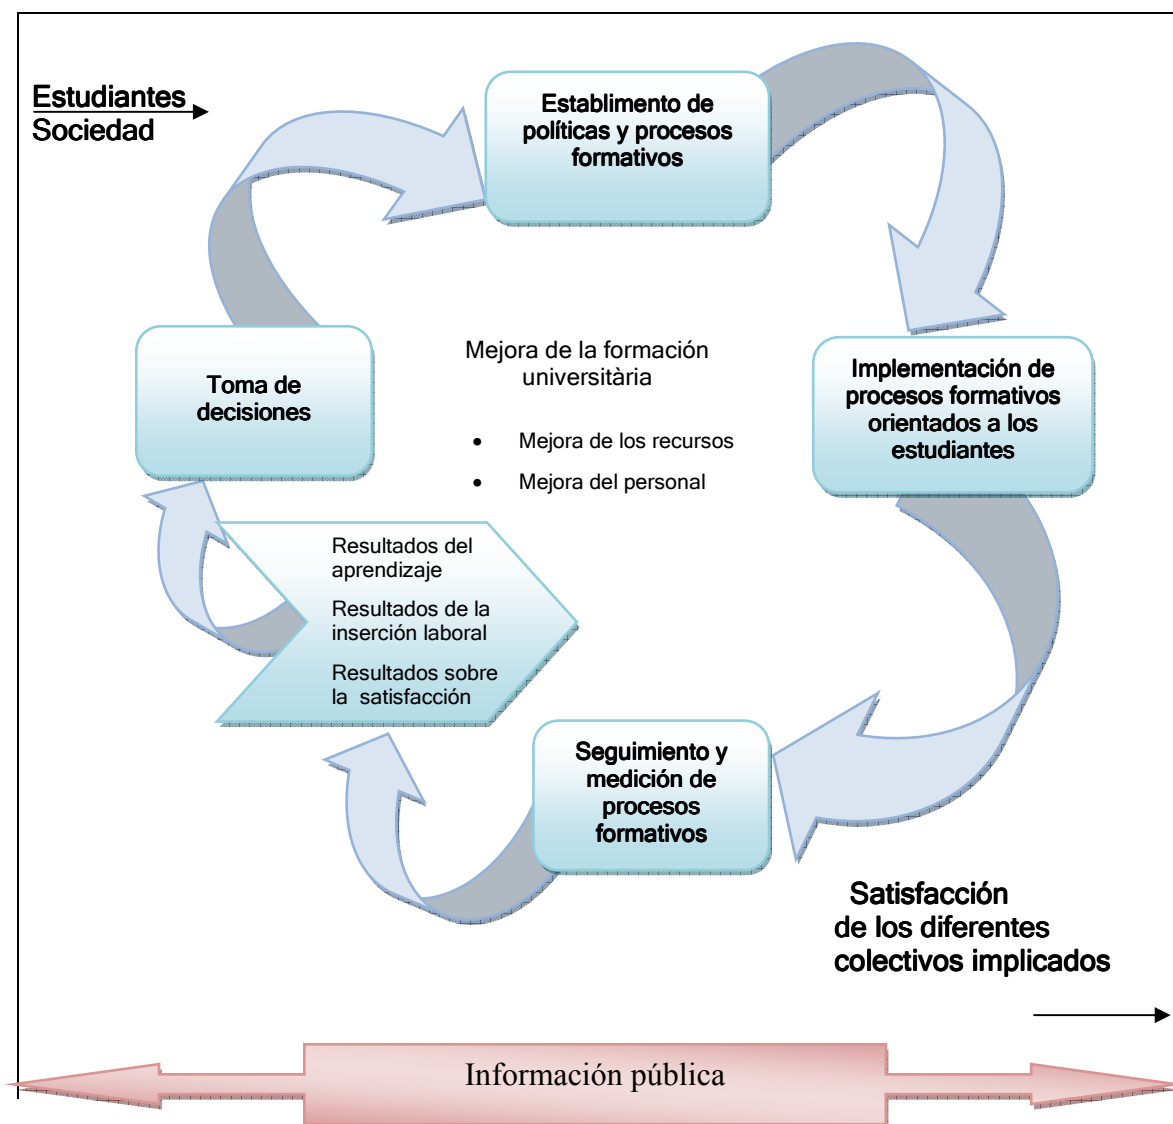 Estudiantes
Sociedad
Establimento de
políticas y procesos
formativos
Toma de
decisiones
Mejora de la formación
universitària
• Mejora de los recursos
• Mejora del personal
Implementación de
procesos formativos
orientados a los
estudiantes
Resultados del
aprendizaje
Resultados de la
inserción laboral
Resultados sobre
la satisfacción
Seguimiento y
medición de
procesos
formativos
Satisfacción
de los diferentes
colectivos implicados
Información pública